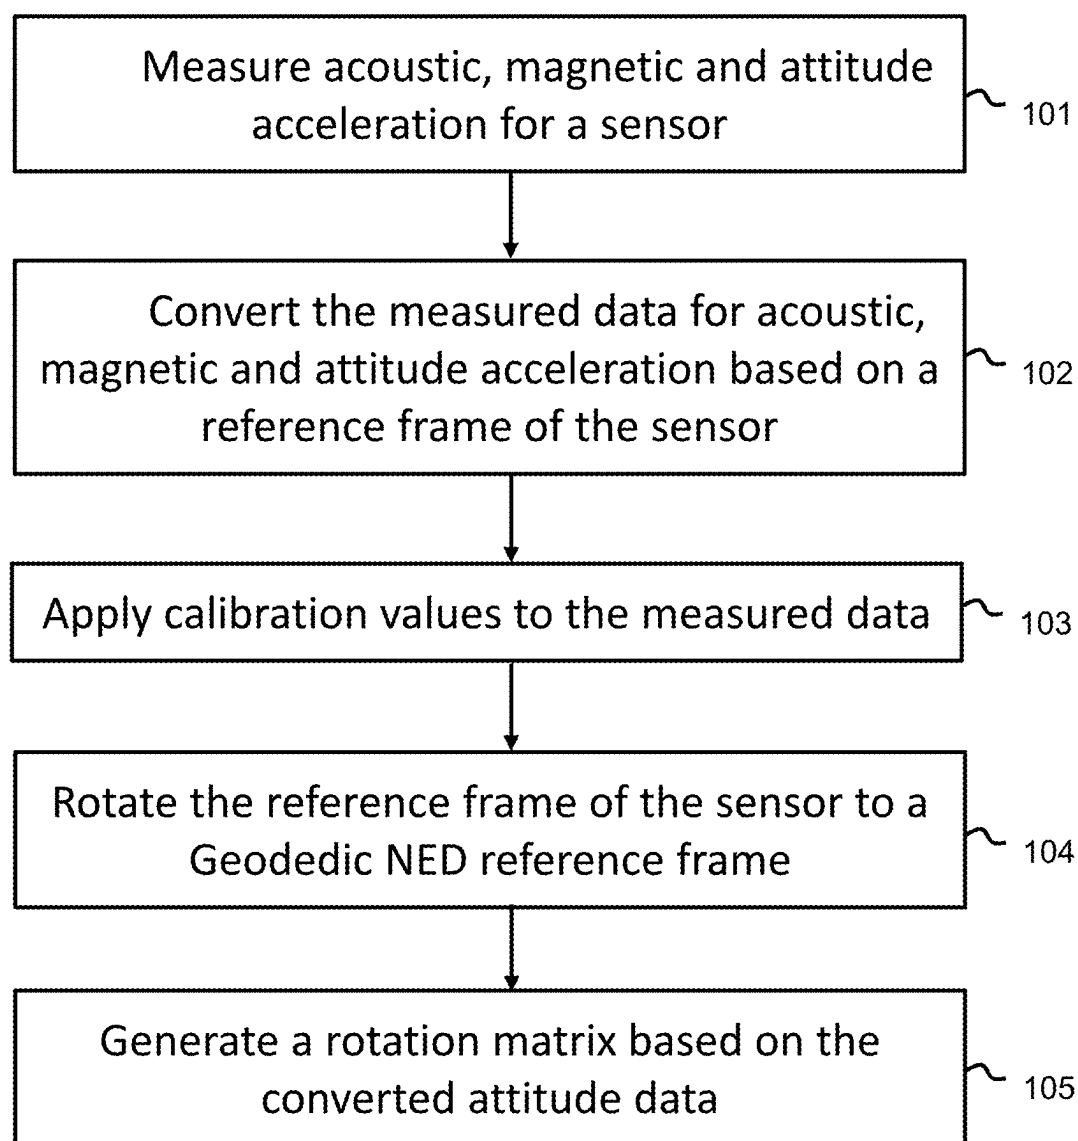 Measure acoustic, magnetic and attitude
acceleration for a sensor
101
Convert the measured data for acoustic,
magnetic and attitude acceleration based on a
reference frame of the sensor
102
Apply calibration values to the measured data
103
Rotate the reference frame of the sensor to a
Geodedic NED reference frame
104
Generate a rotation matrix based on the
converted attitude data
105